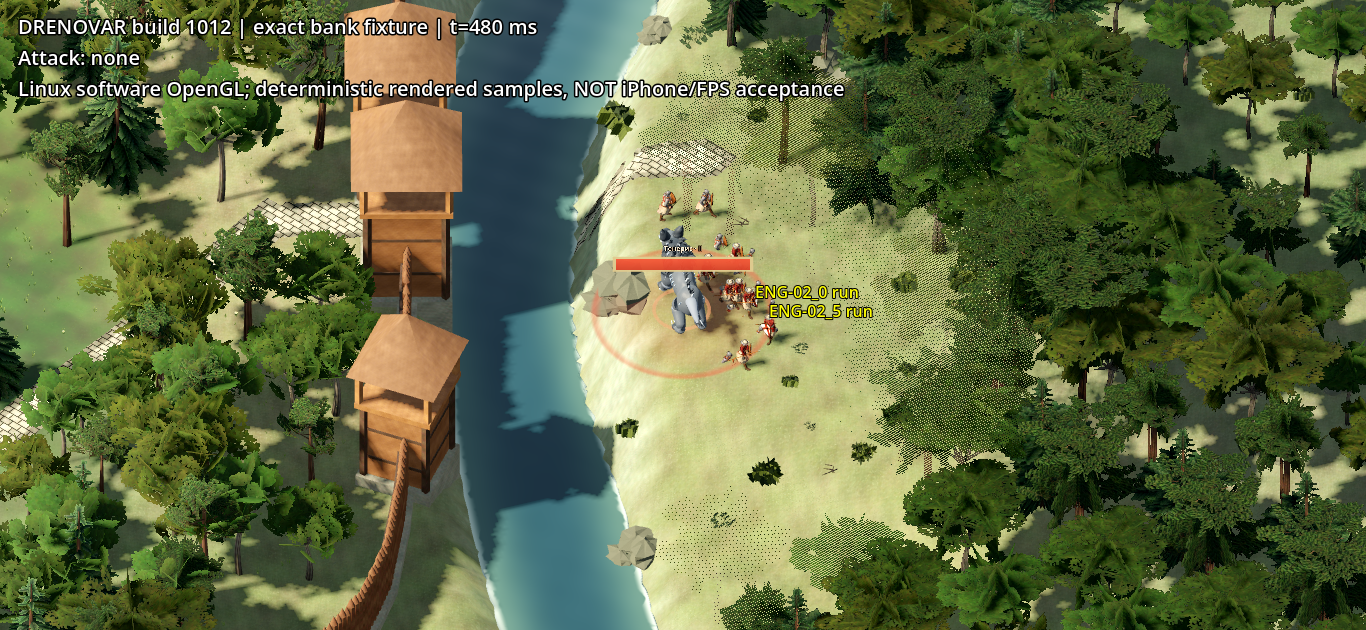 DRENOVAR build 1012 | exact bank fixture | t=480 ms
Attack: none
Linux software OpenGL; deterministic rendered samples, NOT iPhone/FPS acceptance
ENG-02_0 run
ENG-02_5 run